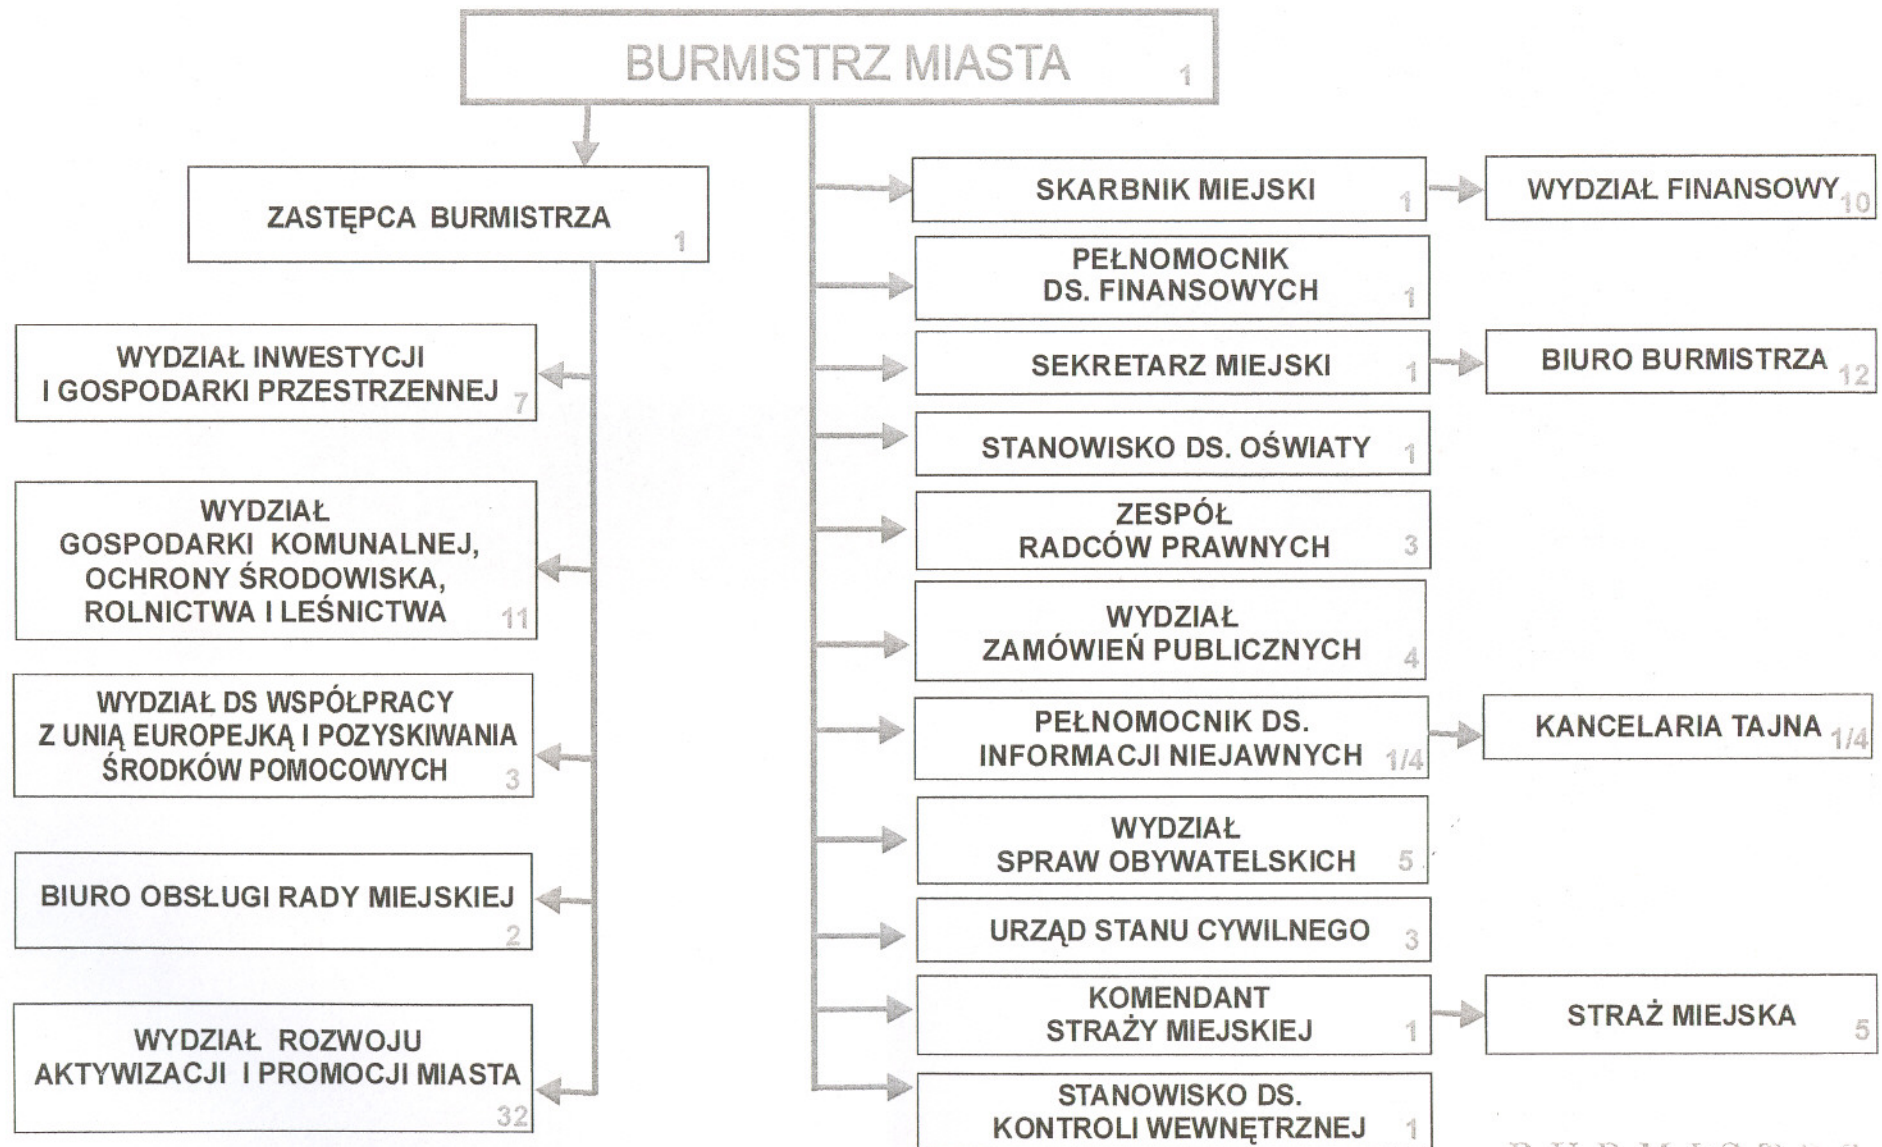 BURMISTRZ MIASTA 1
ZASTĘPCA BURMISTRZA 1
WYDZIAŁ INWESTYCJI
I GOSPODARKI PRZESTRZENNEJ 7
WYDZIAŁ
GOSPODARKI KOMUNALNEJ,
OCHRONY ŚRODOWISKA,
ROLNICTWA I LEŚNICTWA 11
WYDZIAŁ DS WSPÓŁPRACY
Z UNIĄ EUROPEJKĄ I POZYSKIWANIA
ŚRODKÓW POMOCOWYCH 3
BIURO OBSŁUGI RADY MIEJSKIEJ 2
WYDZIAŁ ROZWOJU
AKTYWIZACJI I PROMOCJI MIASTA 32
SKARBNIK MIEJSKI 1
WYDZIAŁ FINANSOWY 10
PEŁNOMOCNIK
DS. FINANSOWYCH 1
SEKRETARZ MIEJSKI 1
BIURO BURMISTRZA 12
STANOWISKO DS. OŚWIATY 1
ZESPÓŁ
RADCÓW PRAWNYCH 3
WYDZIAŁ
ZAMÓWIEŃ PUBLICZNYCH 4
PEŁNOMOCNIK DS.
INFORMACJI NIEJAWNYCH 1/4
KANCELARIA TAJNA 1/4
WYDZIAŁ
SPRAW OBYWATELSKICH 5
URZĄD STANU CYWILNEGO 3
KOMENDANT
STRAŻY MIEJSKIEJ 1
STRAŻ MIEJSKA 5
STANOWISKO DS.
KONTROLI WEWNĘTRZNEJ 1